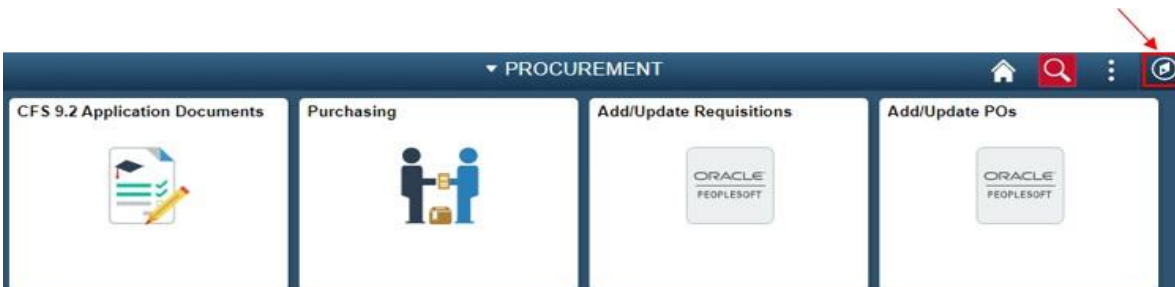 PROCUREMENT
CFS 9.2 Application Documents
Purchasing
Add/Update Requisitions
Add/Update POs
ORACLE
PEOPLESOFT
ORACLE
PEOPLESOFT